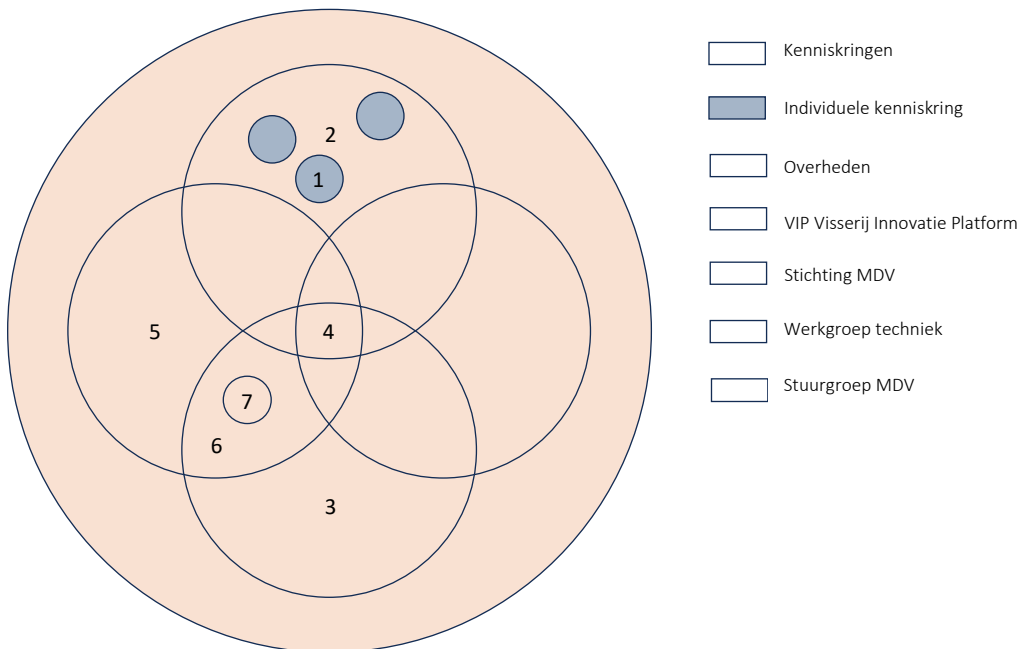 2
1
5
4
7
6
3
Kenniskringen
Individuele kenniskring
Overheden
VIP Visserij Innovatie Platform
Stichting MDV
Werkgroep techniek
Stuurgroep MDV